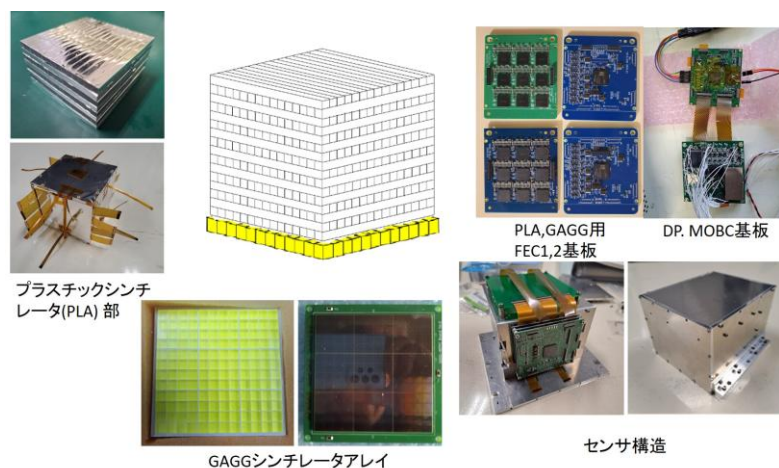 PLA,GAGG用
FEC1,2基板
DP. MOBC基板
プラスチックシンチ
レータ(PLA) 部
GAGGシンチレータアレイ
センサ構造